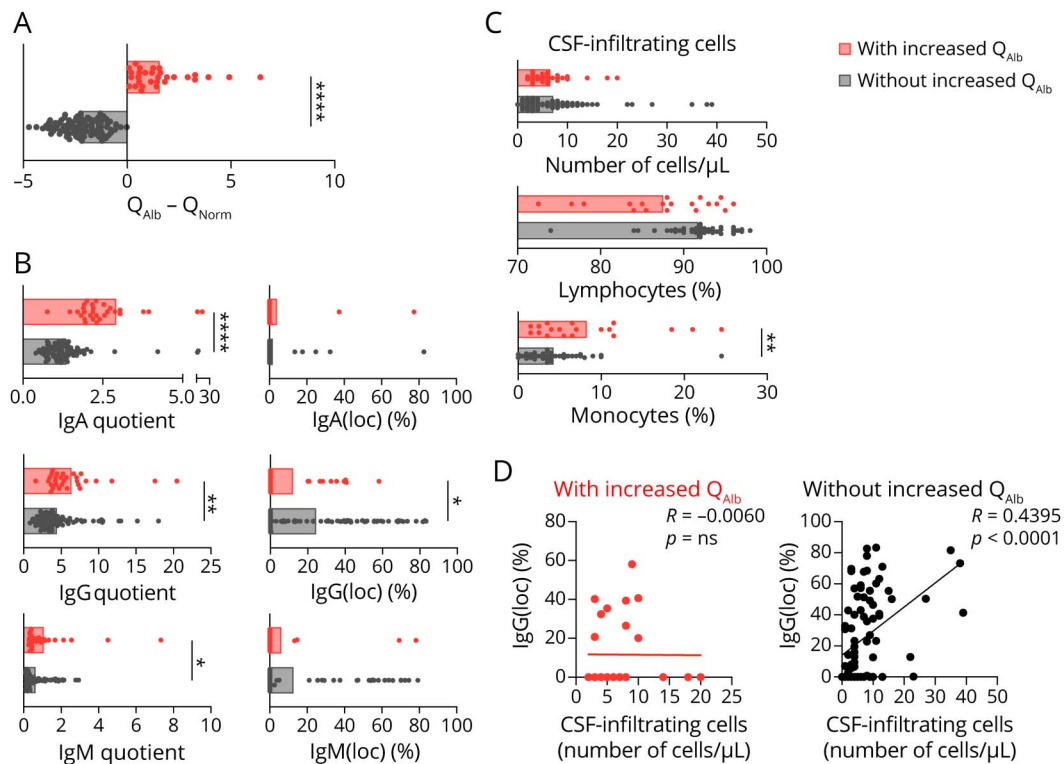 A
−5
0
5
10
Q_Alb − Q_Norm
****
B
0.0
2.5
5.0
30
IgA quotient
****
0
20
40
60
80
100
IgA(loc) (%)
0
5
10
15
20
25
IgG quotient
**
0
20
40
60
80
100
IgG(loc) (%)
*
0
2
4
6
8
10
IgM quotient
*
0
20
40
60
80
100
IgM(loc) (%)
C
CSF-infiltrating cells
With increased Q_Alb
Without increased Q_Alb
0
10
20
30
40
50
Number of cells/µL
70
80
90
100
Lymphocytes (%)
0
10
20
30
Monocytes (%)
**
D
With increased Q_Alb
R = −0.0060
p = ns
IgG(loc) (%)
80
60
40
20
0
0
5
10
15
20
25
CSF-infiltrating cells
(number of cells/µL)
Without increased Q_Alb
R = 0.4395
p < 0.0001
IgG(loc) (%)
100
80
60
40
20
0
0
10
20
30
40
50
CSF-infiltrating cells
(number of cells/µL)